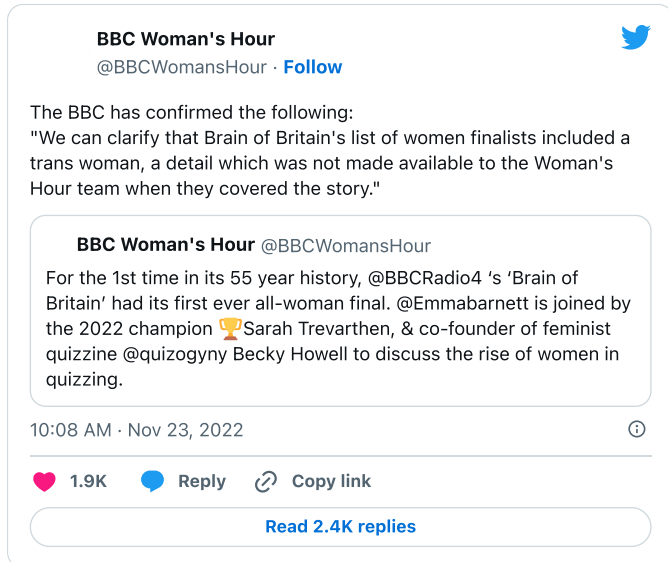 BBC Woman's Hour
@BBCWomansHour · Follow
The BBC has confirmed the following:
"We can clarify that Brain of Britain's list of women finalists included a
trans woman, a detail which was not made available to the Woman's
Hour team when they covered the story."
BBC Woman's Hour @BBCWomansHour
For the 1st time in its 55 year history, @BBCRadio4 ‘s ‘Brain of
Britain’ had its first ever all-woman final. @Emmabarnett is joined by
the 2022 champion 🏆Sarah Trevarthen, & co-founder of feminist
quizzine @quizogyny Becky Howell to discuss the rise of women in
quizzing.
10:08 AM · Nov 23, 2022
1.9K Reply Copy link
Read 2.4K replies